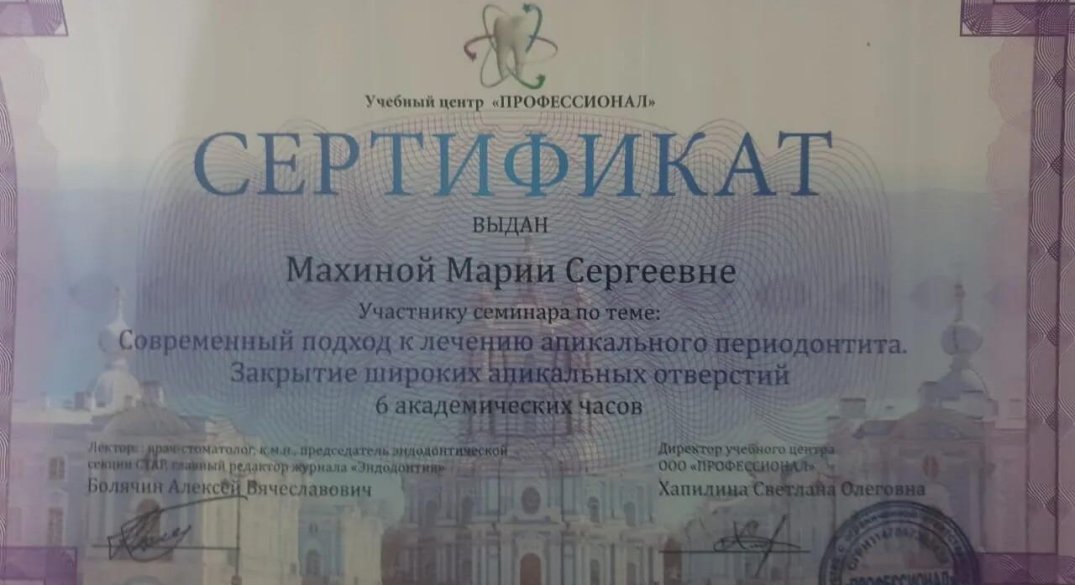 Учебный центр «ПРОФЕССИОНАЛ»
СЕРТИФИКАТ
ВЫДАН
Махиной Марии Сергеевне
Участнику семинара по теме:
Современный подход к лечению апикального периодонтита.
Закрытие широких апикальных отверстий
6 академических часов
Лектор: врач-стоматолог, к.м.н., председатель эндодонтической
секции СтАР, главный редактор журнала «Эндодонтия»
Болячин Алексей Вячеславович
Директор учебного центра
ООО «ПРОФЕССИОНАЛ»
Хапилина Светлана Олеговна
ПРОФЕССИОНАЛ